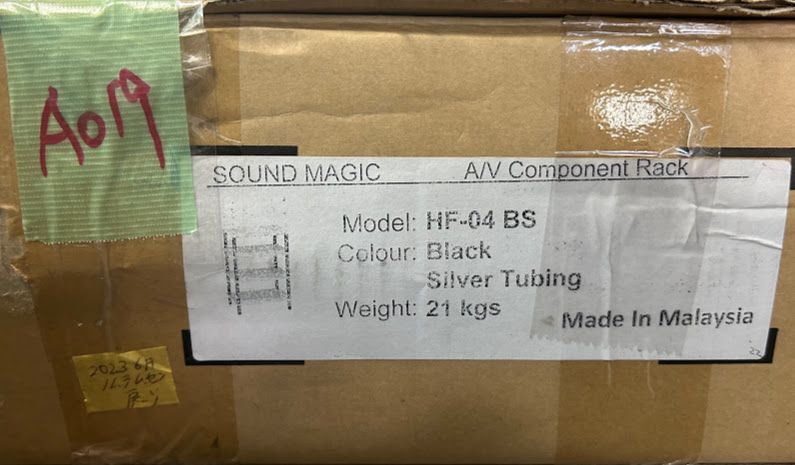 SOUND MAGIC A/V Component Rack
Model: HF-04 BS
Colour: Black
Silver Tubing
Weight: 21 kgs
Made In Malaysia
2023 6月